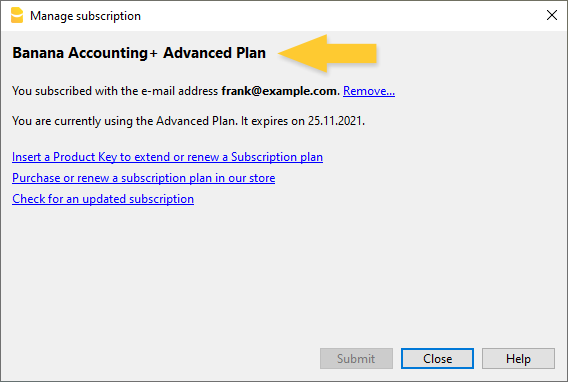 Manage subscription
Banana Accounting+ Advanced Plan
You subscribed with the e-mail address frank@example.com. Remove...
You are currently using the Advanced Plan. It expires on 25.11.2021.
Insert a Product Key to extend or renew a Subscription plan
Purchase or renew a subscription plan in our store
Check for an updated subscription
Submit Close Help